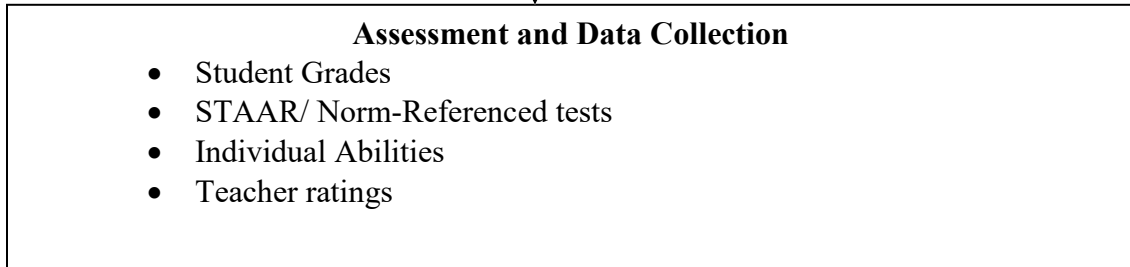 Assessment and Data Collection
• Student Grades
• STAAR/ Norm-Referenced tests
• Individual Abilities
• Teacher ratings